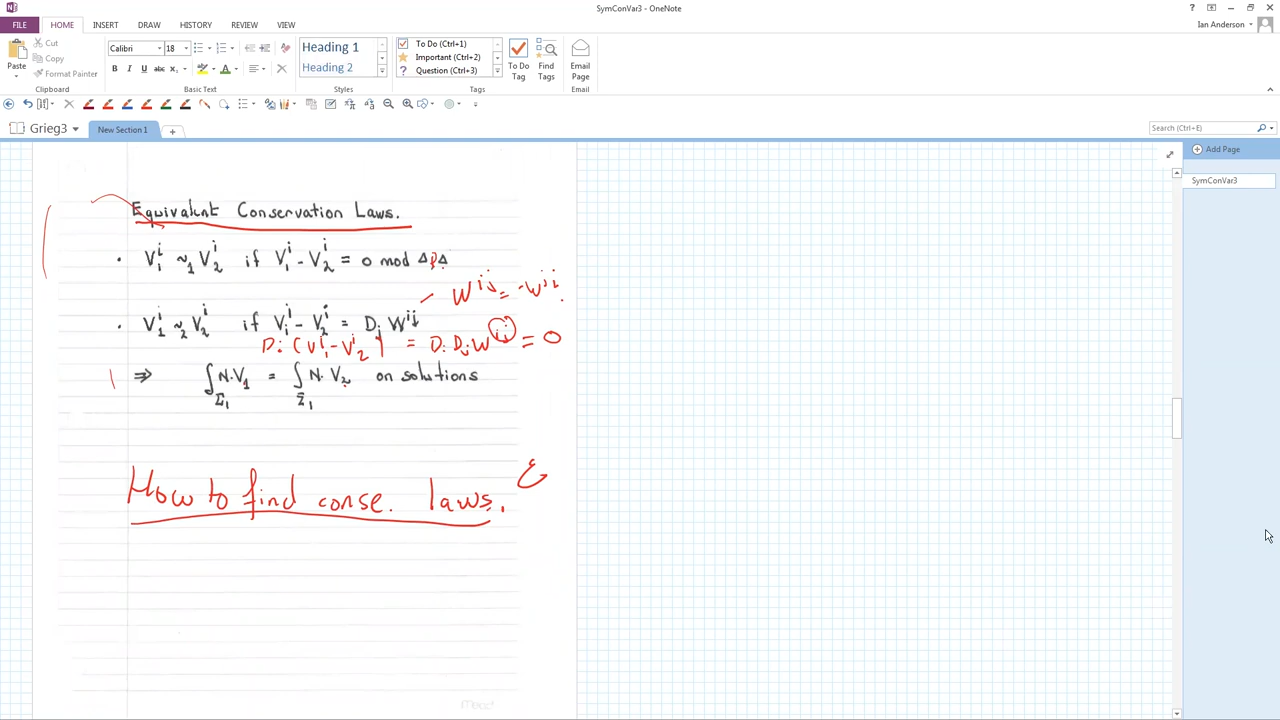 SymConVar3 - OneNote
FILE HOME INSERT DRAW HISTORY REVIEW VIEW
Ian Anderson
Paste
Cut
Copy
Format Painter
Clipboard
Calibri 18
B I U abc x₂ A
Basic Text
Heading 1
Heading 2
Styles
To Do (Ctrl+1)
Important (Ctrl+2)
Question (Ctrl+3)
Tags
To Do Tag
Find Tags
Email Page
Email
Grieg3
New Section 1
Search (Ctrl+E)
Add Page
SymConVar3
Equivalent Conservation Laws.
• V₁ⁱ ~₁ V₂ⁱ if V₁ⁱ - V₂ⁱ = 0 mod Δ
Wⁱʲ = -Wʲⁱ.
• V₁ⁱ ~₂ V₂ⁱ if V₁ⁱ - V₂ⁱ = Dⱼ Wⁱʲ
Dᵢ (V₁ⁱ - V₂ⁱ) = Dᵢ Dⱼ Wⁱʲ = 0
⇒ ∫Σ₁ N·V₁ = ∫Σ₁ N·V₂ on solutions
How to find conse. laws.